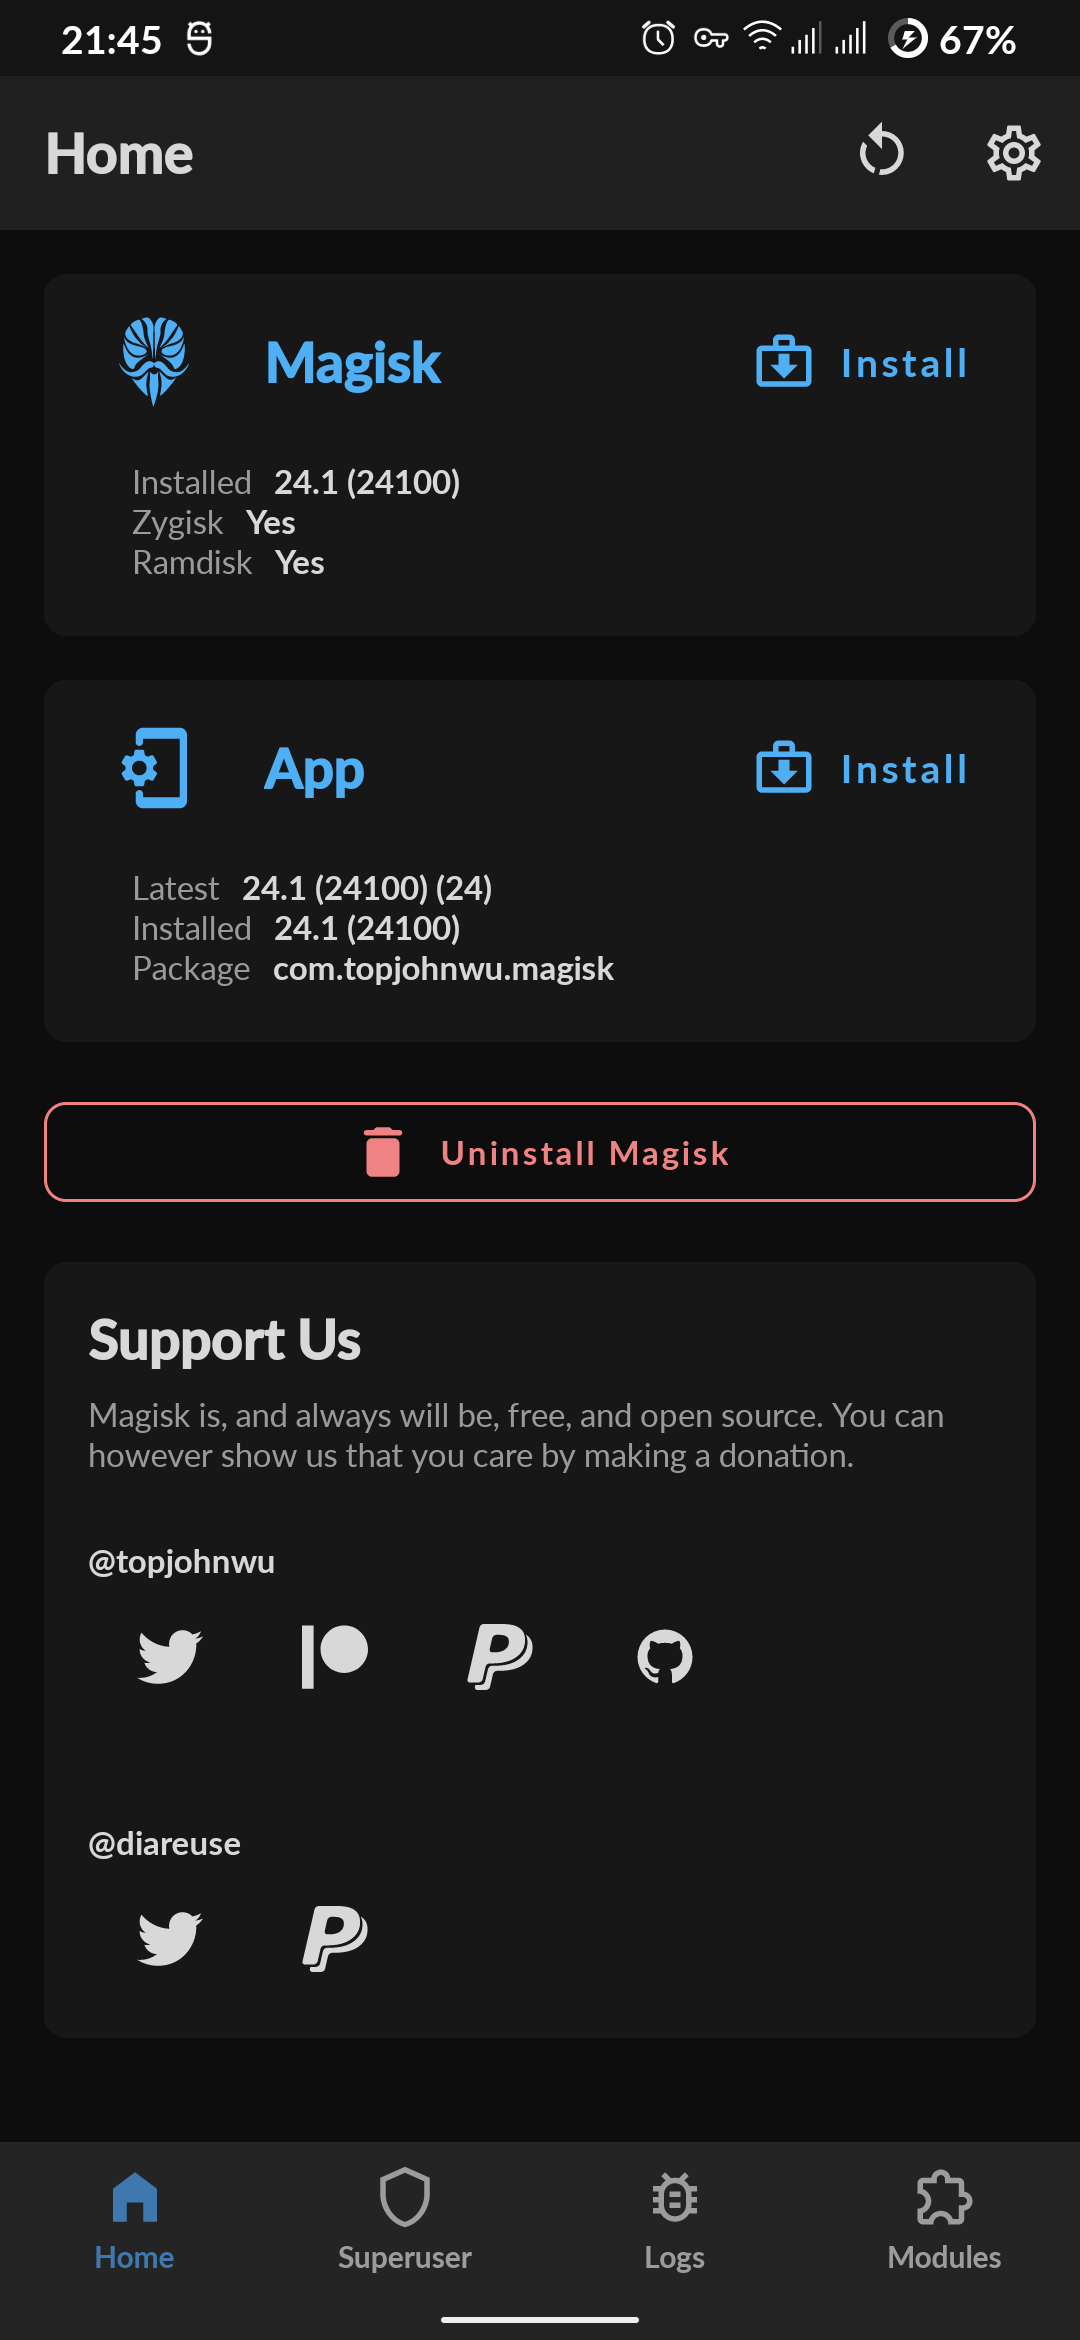 21:45
67%
Home
Magisk
Install
Installed 24.1 (24100)
Zygisk Yes
Ramdisk Yes
App
Install
Latest 24.1 (24100) (24)
Installed 24.1 (24100)
Package com.topjohnwu.magisk
Uninstall Magisk
Support Us
Magisk is, and always will be, free, and open source. You can
however show us that you care by making a donation.
@topjohnwu
@diareuse
Home
Superuser
Logs
Modules